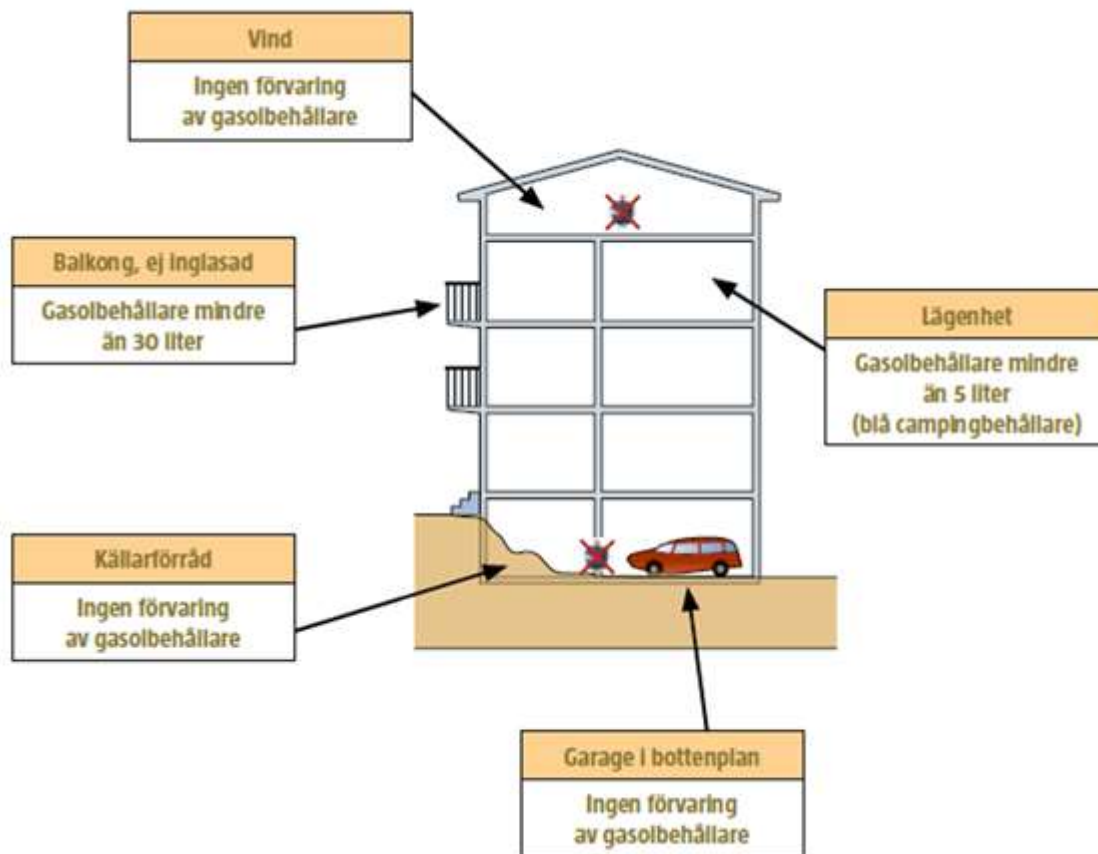 Vind
Ingen förvaring
av gasolbehållare
Balkong, ej inglasad
Gasolbehållare mindre
än 30 liter
Lägenhet
Gasolbehållare mindre
än 5 liter
(blå campingbehållare)
Källarförråd
Ingen förvaring
av gasolbehållare
Garage i bottenplan
Ingen förvaring
av gasolbehållare